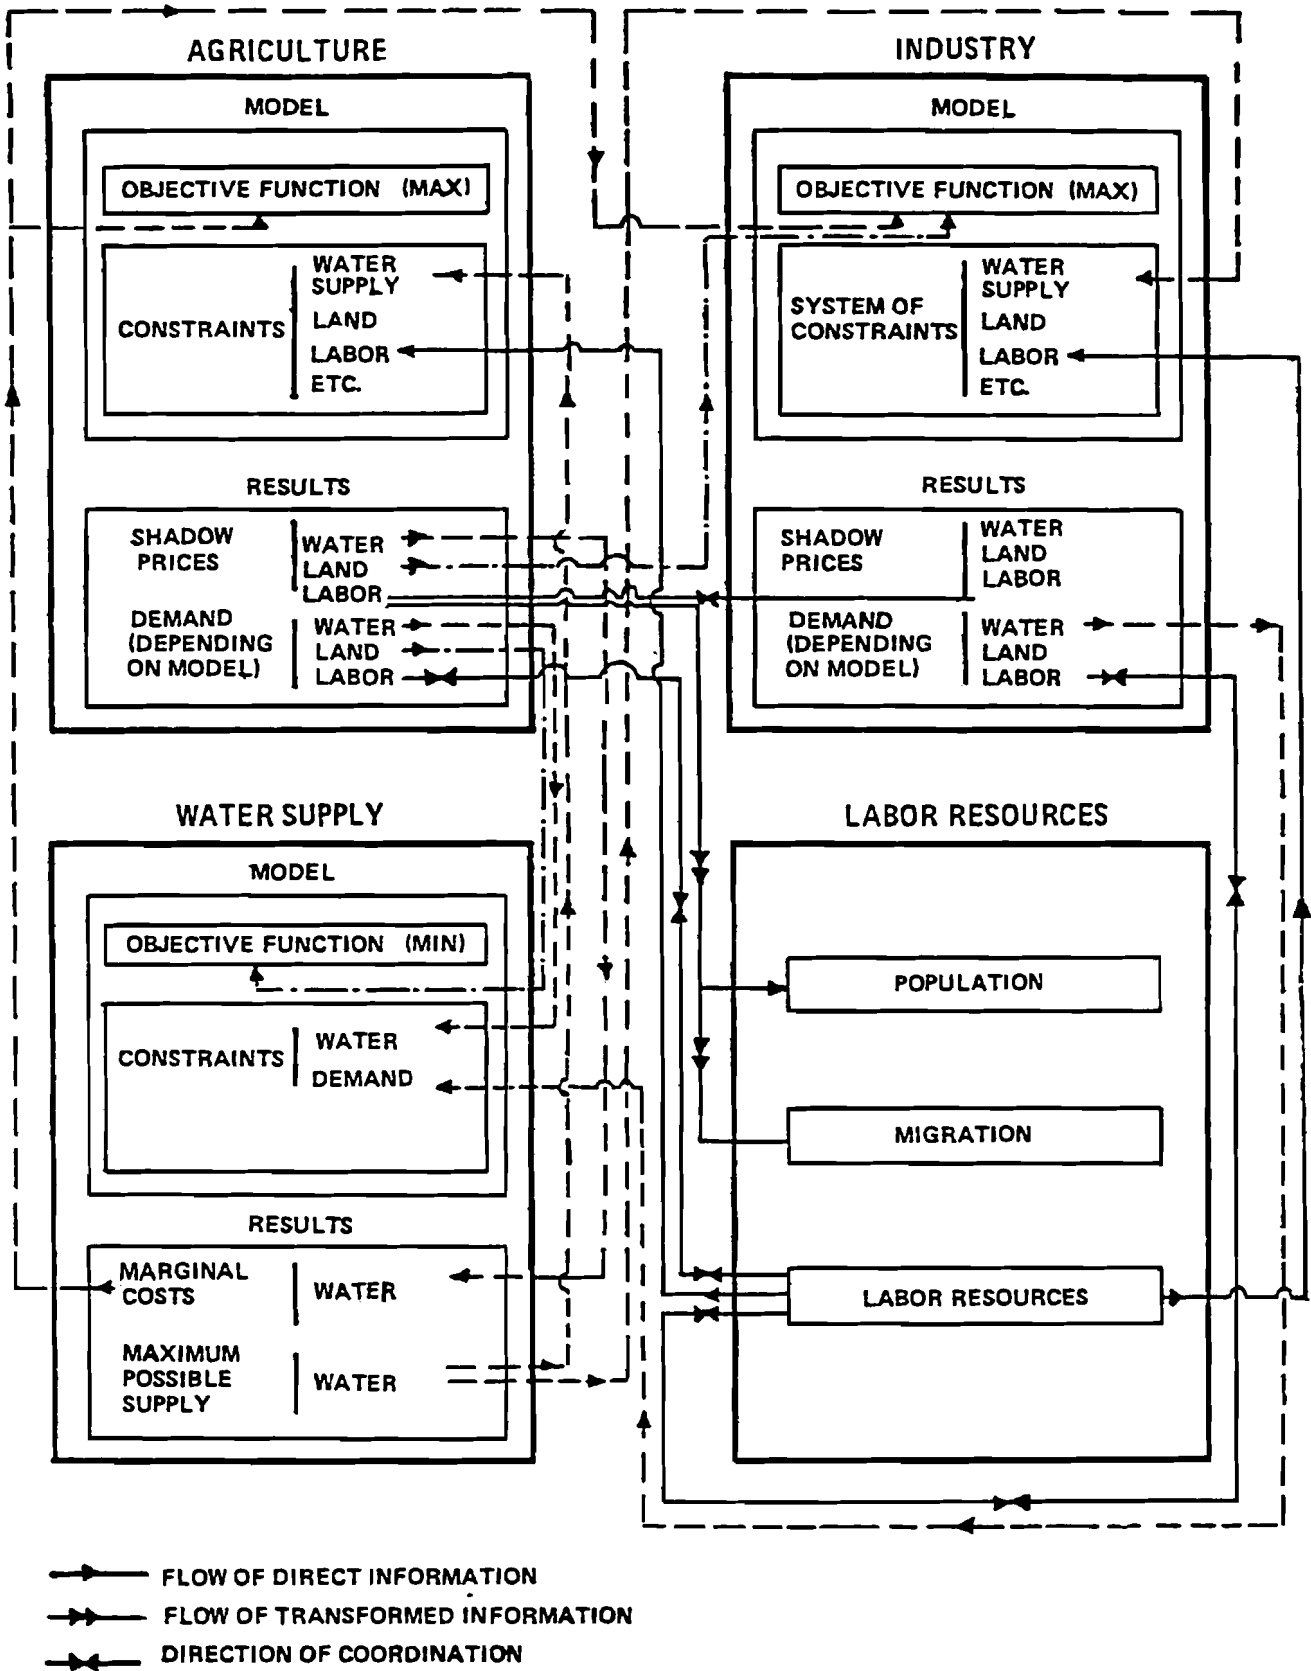 AGRICULTURE
MODEL
OBJECTIVE FUNCTION (MAX)
CONSTRAINTS
WATER
SUPPLY
LAND
LABOR
ETC.
RESULTS
SHADOW
PRICES
WATER
LAND
LABOR
DEMAND
(DEPENDING
ON MODEL)
WATER
LAND
LABOR
INDUSTRY
MODEL
OBJECTIVE FUNCTION (MAX)
SYSTEM OF
CONSTRAINTS
WATER
SUPPLY
LAND
LABOR
ETC.
RESULTS
SHADOW
PRICES
WATER
LAND
LABOR
DEMAND
(DEPENDING
ON MODEL)
WATER
LAND
LABOR
WATER SUPPLY
MODEL
OBJECTIVE FUNCTION (MIN)
CONSTRAINTS
WATER
DEMAND
RESULTS
MARGINAL
COSTS
WATER
MAXIMUM
POSSIBLE
SUPPLY
WATER
LABOR RESOURCES
POPULATION
MIGRATION
LABOR RESOURCES
FLOW OF DIRECT INFORMATION
FLOW OF TRANSFORMED INFORMATION
DIRECTION OF COORDINATION